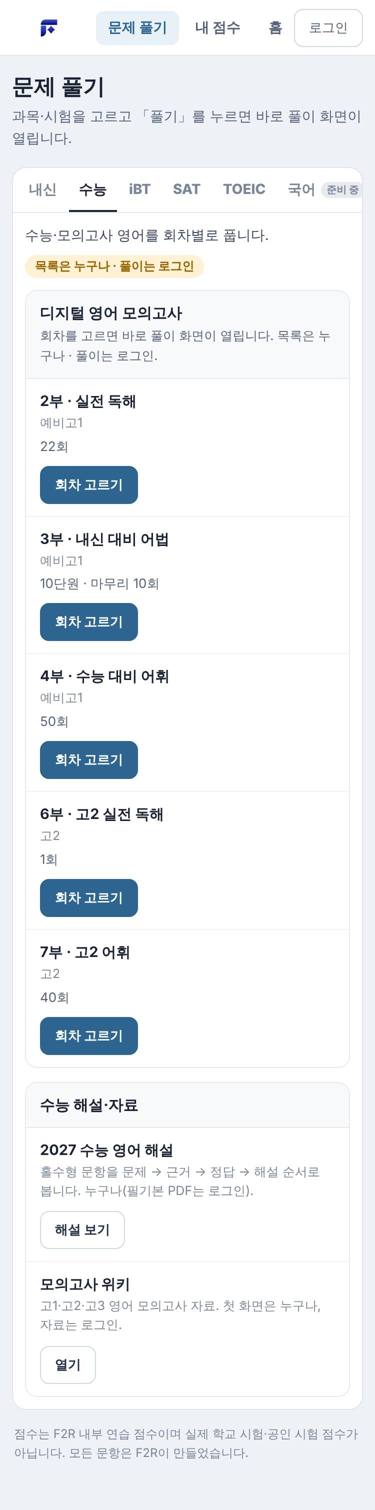 문제 풀기
내 점수
홈
로그인
문제 풀기
과목·시험을 고르고 「풀기」를 누르면 바로 풀이 화면이
열립니다.
내신
수능
iBT
SAT
TOEIC
국어
준비 중
수능·모의고사 영어를 회차별로 풉니다.
목록은 누구나 · 풀이는 로그인
디지털 영어 모의고사
회차를 고르면 바로 풀이 화면이 열립니다. 목록은 누
구나 · 풀이는 로그인.
2부 · 실전 독해
예비고1
22회
회차 고르기
3부 · 내신 대비 어법
예비고1
10단원 · 마무리 10회
회차 고르기
4부 · 수능 대비 어휘
예비고1
50회
회차 고르기
6부 · 고2 실전 독해
고2
1회
회차 고르기
7부 · 고2 어휘
고2
40회
회차 고르기
수능 해설·자료
2027 수능 영어 해설
홀수형 문항을 문제 → 근거 → 정답 → 해설 순서로
봅니다. 누구나(필기본 PDF는 로그인).
해설 보기
모의고사 위키
고1·고2·고3 영어 모의고사 자료. 첫 화면은 누구나,
자료는 로그인.
열기
점수는 F2R 내부 연습 점수이며 실제 학교 시험·공인 시험 점수가
아닙니다. 모든 문항은 F2R이 만들었습니다.